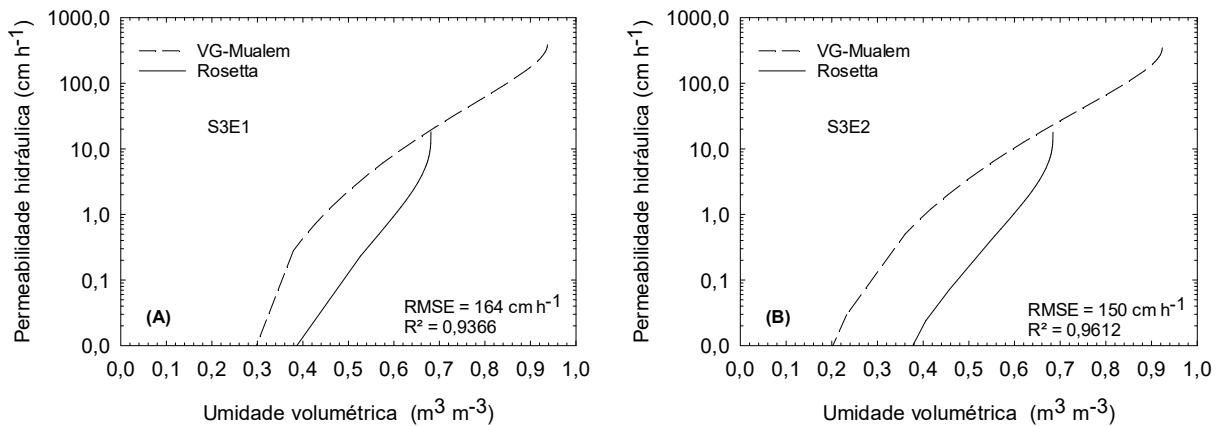 Permeabilidade hidráulica (cm h-1)
1000,0
100,0
10,0
1,0
0,1
0,0
VG-Mualem
Rosetta
S3E1
(A)
RMSE = 164 cm h-1
R² = 0,9366
0,0 0,1 0,2 0,3 0,4 0,5 0,6 0,7 0,8 0,9 1,0
Umidade volumétrica (m3 m-3)
Permeabilidade hidráulica (cm h-1)
1000,0
100,0
10,0
1,0
0,1
0,0
VG-Mualem
Rosetta
S3E2
(B)
RMSE = 150 cm h-1
R² = 0,9612
0,0 0,1 0,2 0,3 0,4 0,5 0,6 0,7 0,8 0,9 1,0
Umidade volumétrica (m3 m-3)